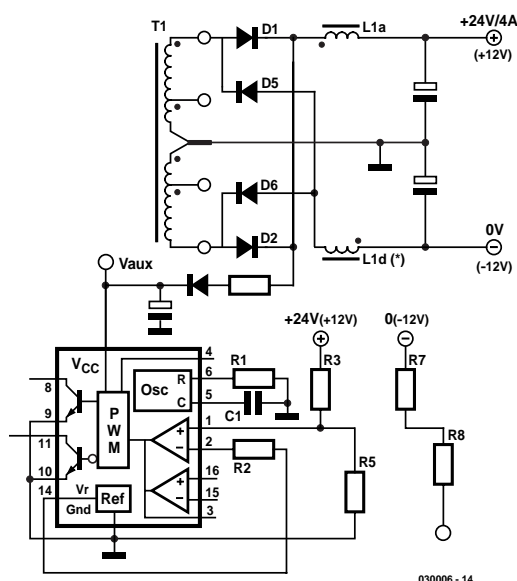 T1
D1
L1a
+24V/4A
(+12V)
D5
D6
D2
0V
(-12V)
L1d (*)
Vaux
+24V(+12V)
0(-12V)
VCC
4
8
Osc
R
6
R1
R3
R7
C
5
C1
9
PWM
1
R8
11
2
R2
16
R5
10
15
14
Vr
Ref
3
Gnd
030006 - 14